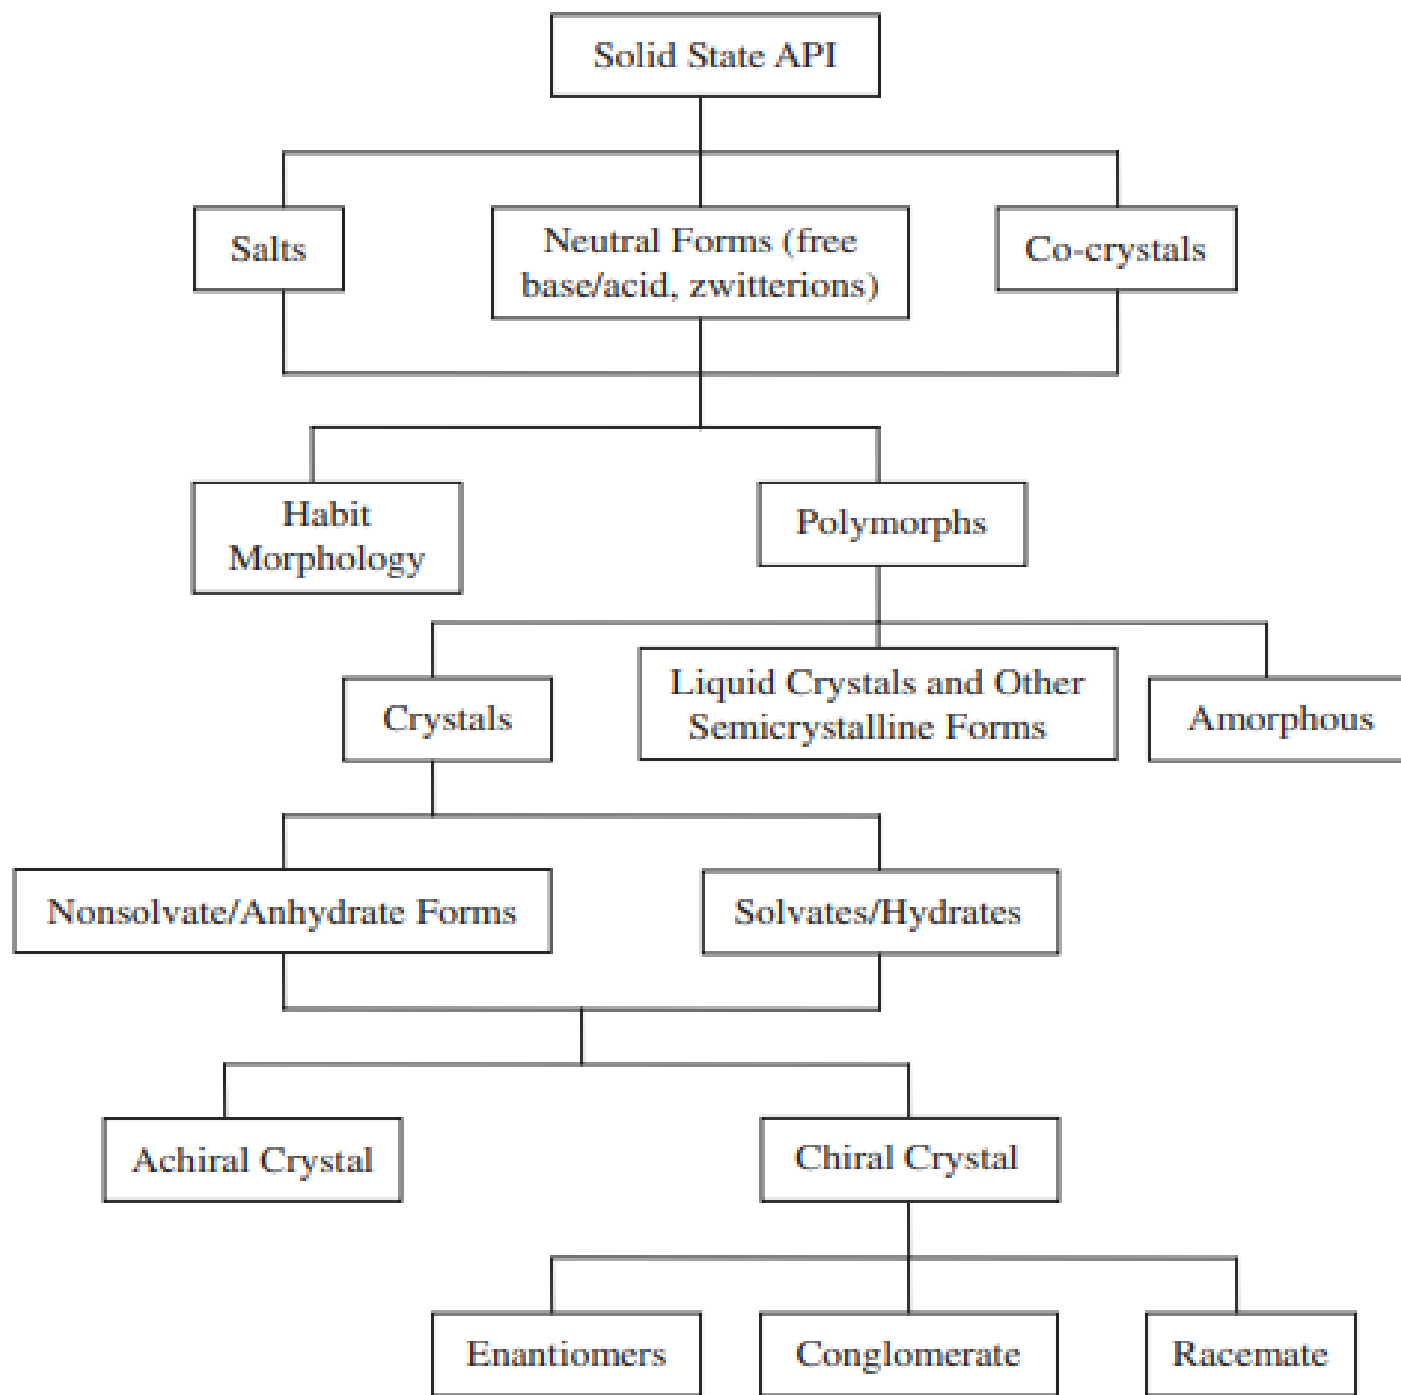 Solid State API
Salts
Neutral Forms (free
base/acid, zwitterions)
Co-crystals
Habit
Morphology
Polymorphs
Crystals
Liquid Crystals and Other
Semicrystalline Forms
Amorphous
Nonsolvate/Anhydrate Forms
Solvates/Hydrates
Achiral Crystal
Chiral Crystal
Enantiomers
Conglomerate
Racemate